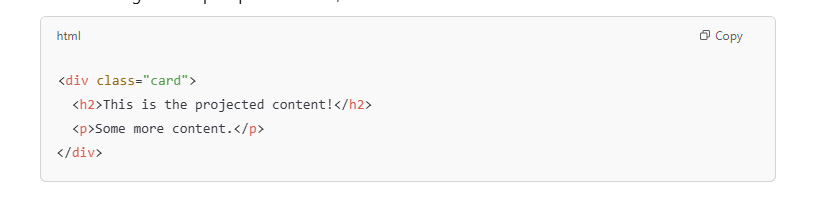 html
Copy
<div class="card">
  <h2>This is the projected content!</h2>
  <p>Some more content.</p>
</div>